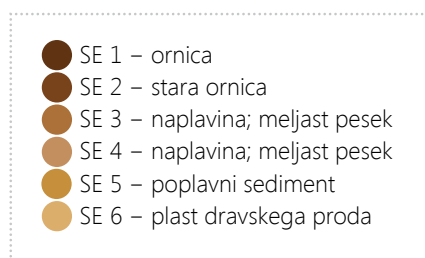 SE 1 – ornica
SE 2 – stara ornica
SE 3 – naplavina; meljast pesek
SE 4 – naplavina; meljast pesek
SE 5 – poplavni sediment
SE 6 – plast dravskega proda